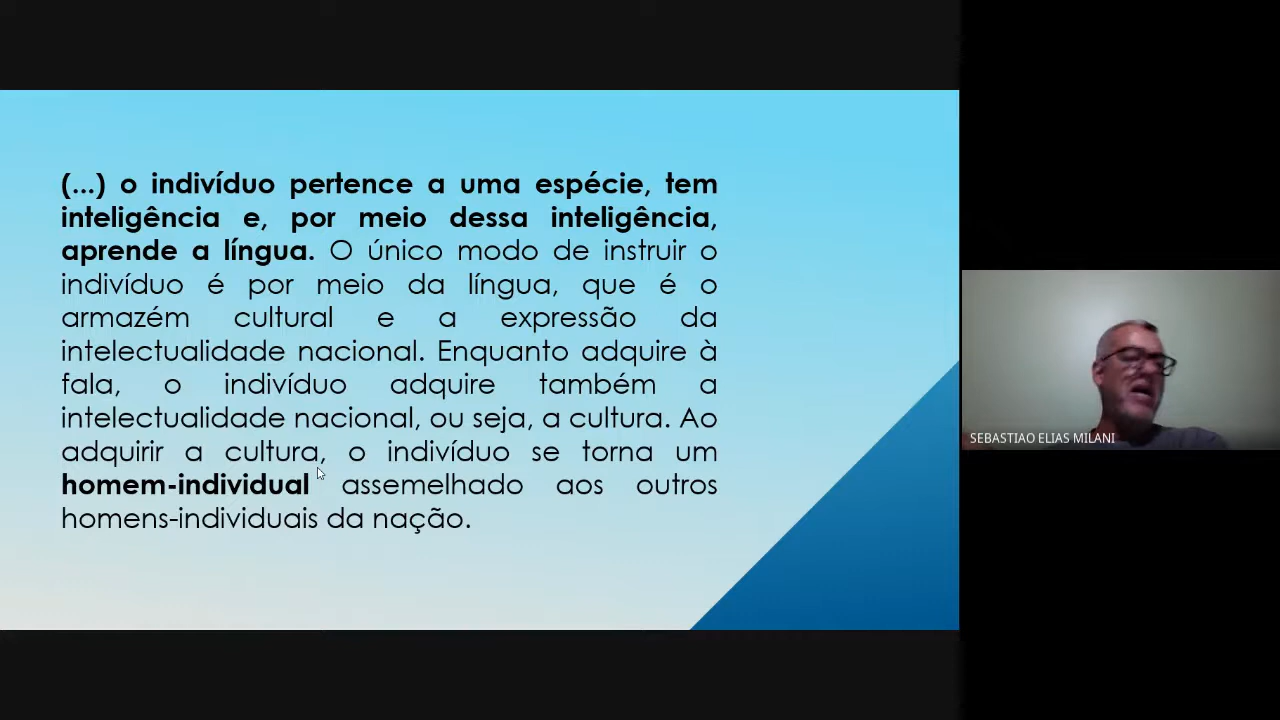 (...) o indivíduo pertence a uma espécie, tem
inteligência e, por meio dessa inteligência,
aprende a língua. O único modo de instruir o
indivíduo é por meio da língua, que é o
armazém cultural e a expressão da
intelectualidade nacional. Enquanto adquire à
fala, o indivíduo adquire também a
intelectualidade nacional, ou seja, a cultura. Ao
adquirir a cultura, o indivíduo se torna um
homem-individual assemelhado aos outros
homens-individuais da nação.
SEBASTIAO ELIAS MILANI